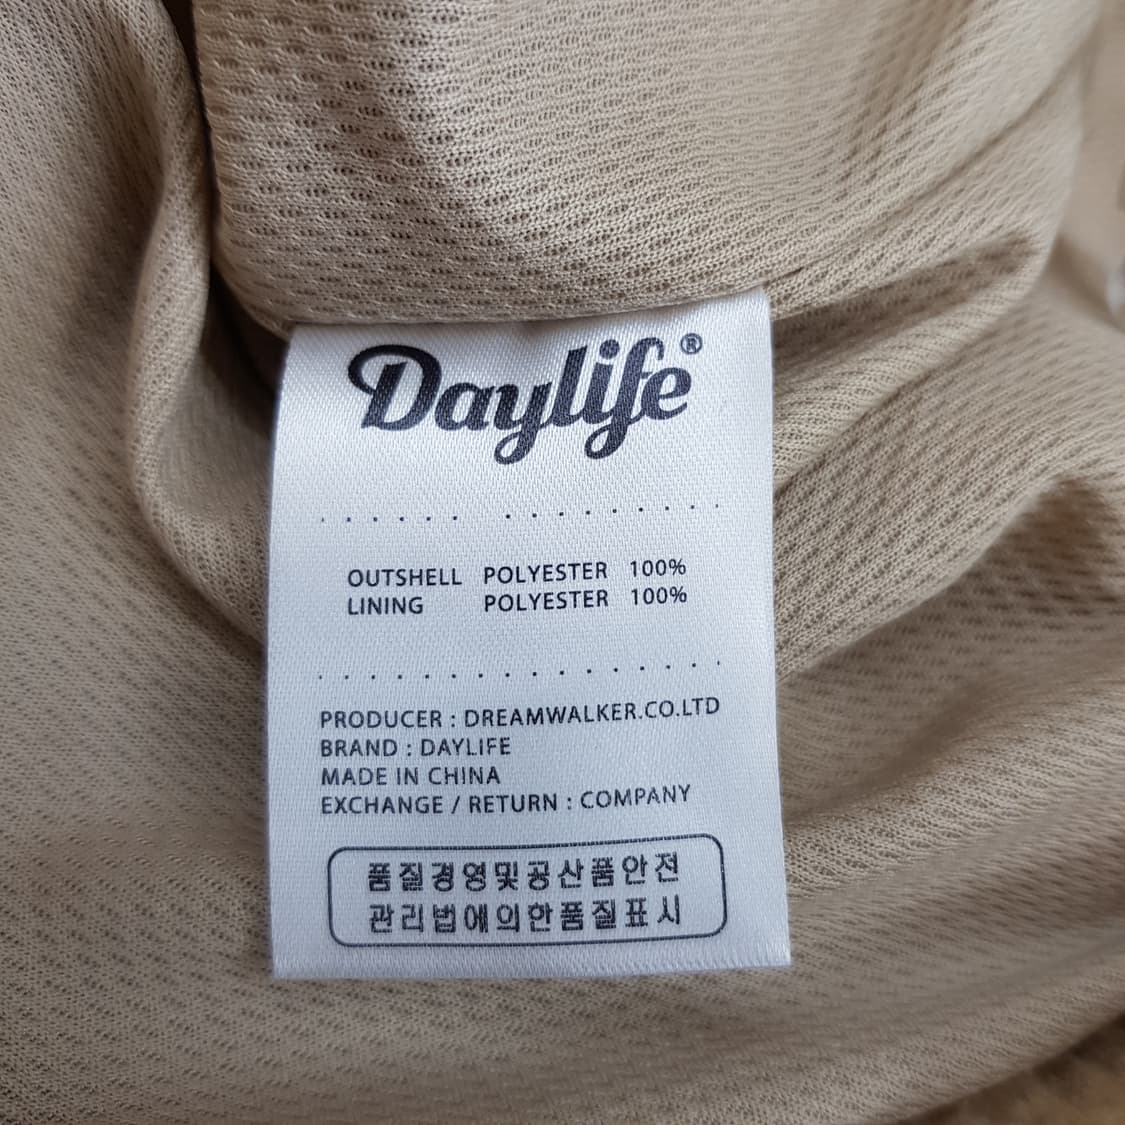 Daylife®
OUTSHELL POLYESTER 100%
LINING POLYESTER 100%
PRODUCER : DREAMWALKER.CO.LTD
BRAND : DAYLIFE
MADE IN CHINA
EXCHANGE / RETURN : COMPANY
품질경영및공산품안전
관리법에의한품질표시